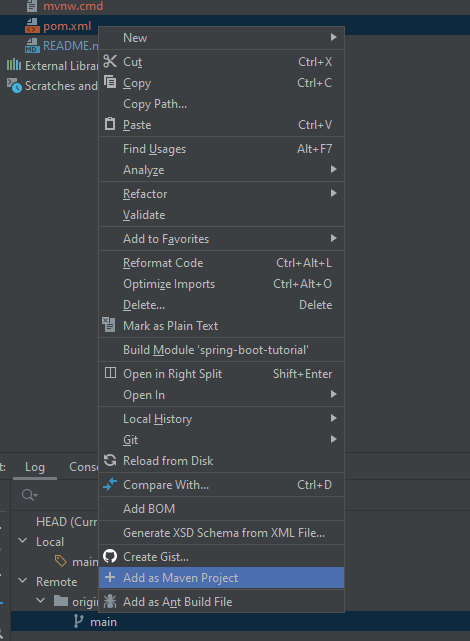 mvnw.cmd
pom.xml
README.
External Libra
Scratches and
New
Cut Ctrl+X
Copy Ctrl+C
Copy Path...
Paste Ctrl+V
Find Usages Alt+F7
Analyze
Refactor
Validate
Add to Favorites
Reformat Code Ctrl+Alt+L
Optimize Imports Ctrl+Alt+O
Delete... Delete
Mark as Plain Text
Build Module 'spring-boot-tutorial'
Open in Right Split Shift+Enter
Open In
Local History
Git
Reload from Disk
Compare With... Ctrl+D
Add BOM
Generate XSD Schema from XML File...
Create Gist...
Add as Maven Project
Add as Ant Build File
t: Log Conso
HEAD (Curr
Local
main
Remote
origin
main